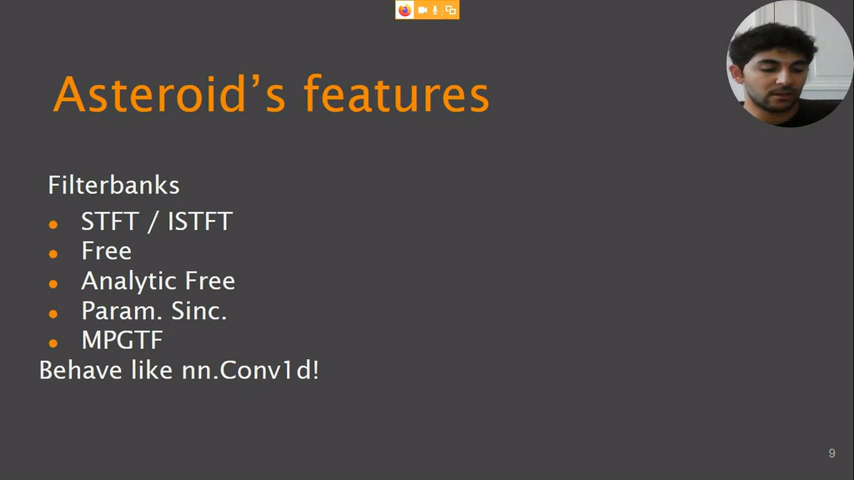 Asteroid's features
Filterbanks
● STFT / ISTFT
● Free
● Analytic Free
● Param. Sinc.
● MPGTF
Behave like nn.Conv1d!
9